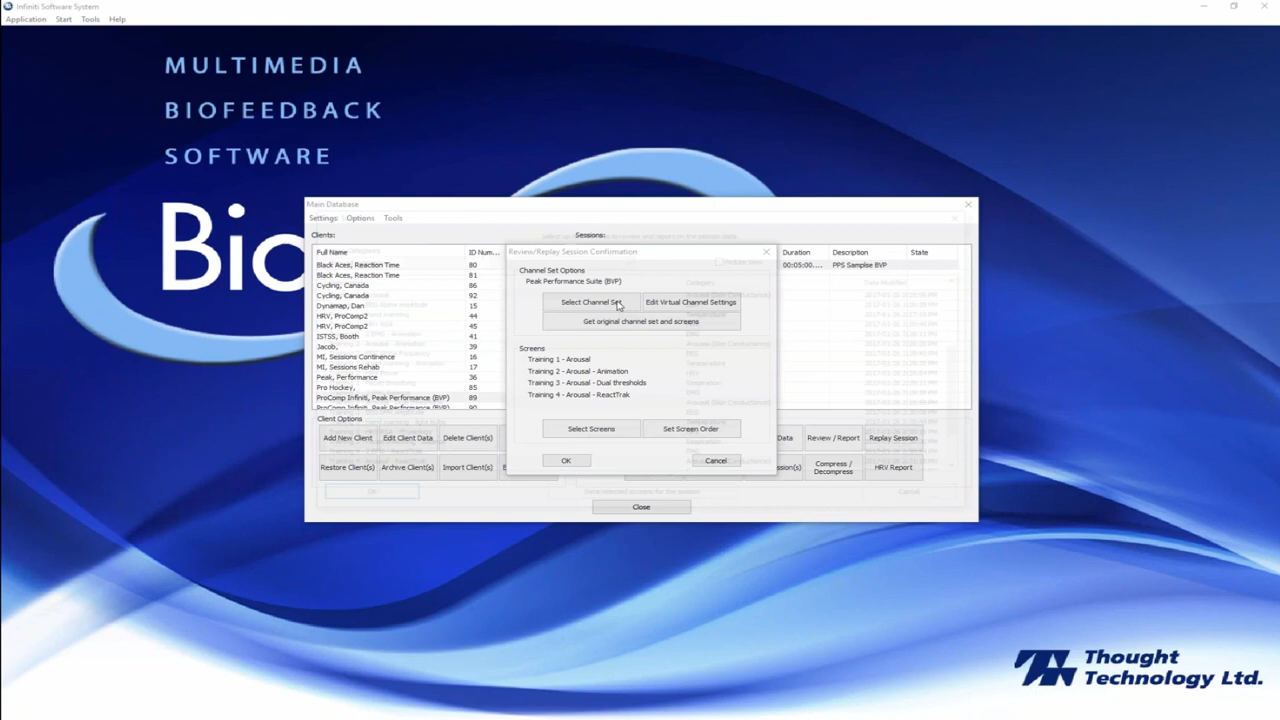 Infiniti Software System
Application Start Tools Help
MULTIMEDIA
BIOFEEDBACK
SOFTWARE
Bio
Main Database
Settings Options Tools
Clients:
Sessions:
Full Name ID Num...
Black Aces, Reaction Time 80
Black Aces, Reaction Time 81
Cycling, Canada 86
Cycling, Canada 92
Dynamap, Dan 15
HRV, ProComp2 44
HRV, ProComp2 45
ISTSS, Booth 41
Jacob, 39
MI, Sessions Continence 16
MI, Sessions Rehab 17
Peak, Performance 36
Pro Hockey, 85
ProComp Infiniti, Peak Performance (BVP) 89
ProComp Infiniti, Peak Performance (BVP) 90
Duration Description State
00:05:00.... PPS Samplse BVP
Review/Replay Session Confirmation
Channel Set Options
Peak Performance Suite (BVP)
Select Channel Set
Edit Virtual Channel Settings
Get original channel set and screens
Screens
Training 1 - Arousal
Training 2 - Arousal - Animation
Training 3 - Arousal - Dual thresholds
Training 4 - Arousal - ReactTrak
Select Screens
Set Screen Order
OK
Cancel
Client Options
Add New Client Edit Client Data Delete Client(s)
Data Review / Report Replay Session
Restore Client(s) Archive Client(s) Import Client(s)
Compress / Decompress HRV Report
Close
Thought
Technology Ltd.